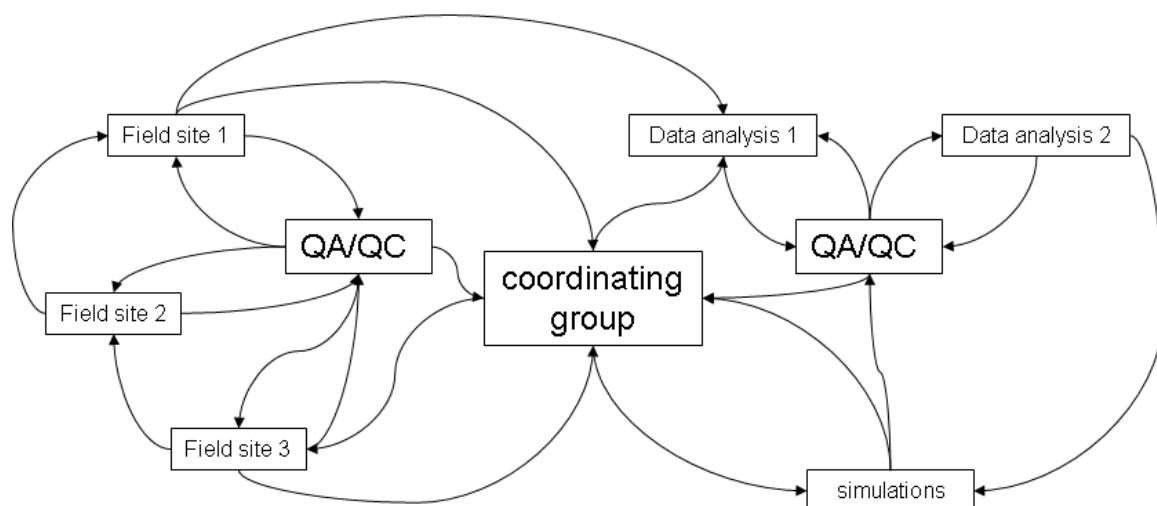 Field site 1
Data analysis 1
Data analysis 2
QA/QC
QA/QC
coordinating
group
Field site 2
Field site 3
simulations